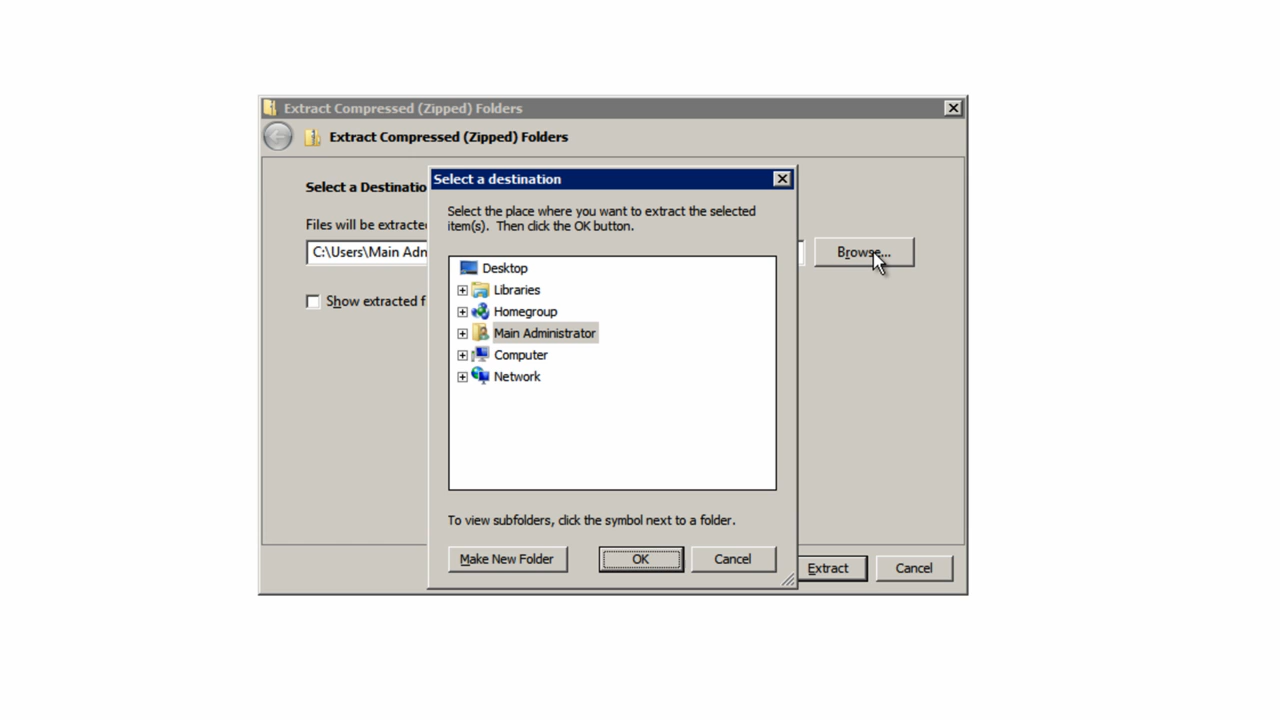 Extract Compressed (Zipped) Folders
Extract Compressed (Zipped) Folders
Select a Destinatio
Select a destination
Files will be extracte
Select the place where you want to extract the selected
item(s). Then click the OK button.
C:\Users\Main Adn
Browse...
Show extracted f
Desktop
Libraries
Homegroup
Main Administrator
Computer
Network
To view subfolders, click the symbol next to a folder.
Make New Folder
OK
Cancel
Extract
Cancel